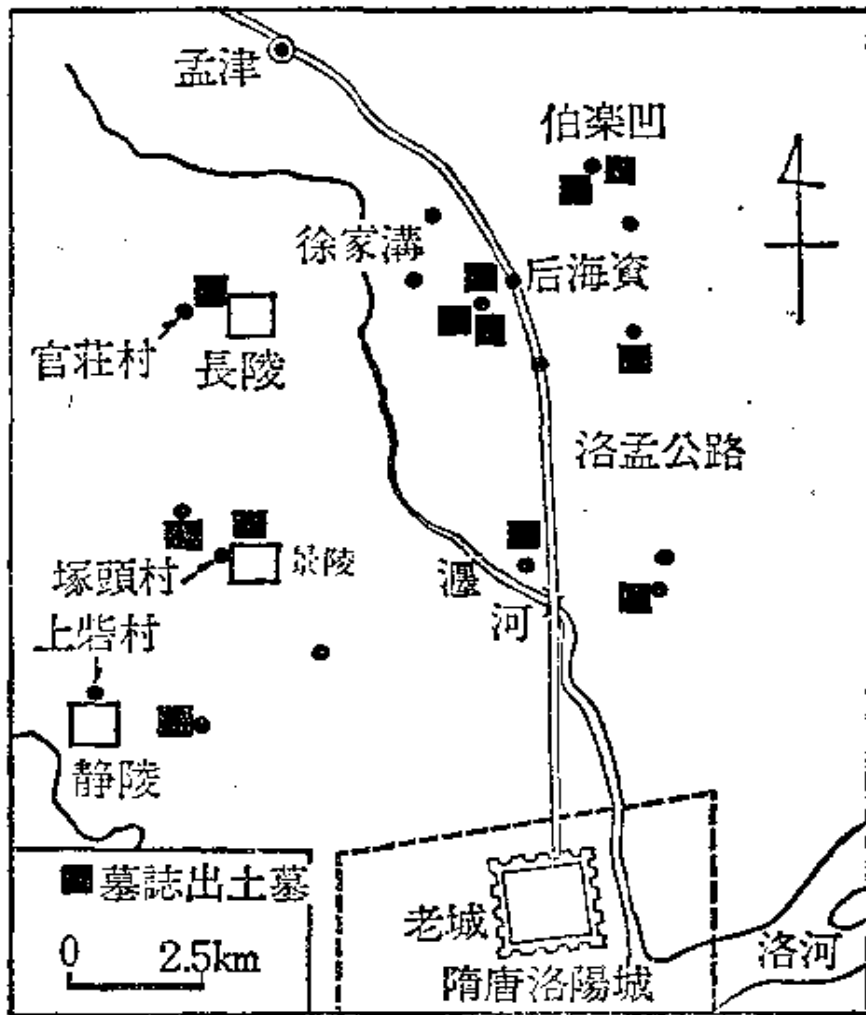 孟津
伯楽凹
徐家溝
后海資
官荘村
長陵
洛孟公路
塚頭村
景陵
瀍
河
上砦村
静陵
墓誌出土墓
0 2.5km
老城
洛河
隋唐洛陽城